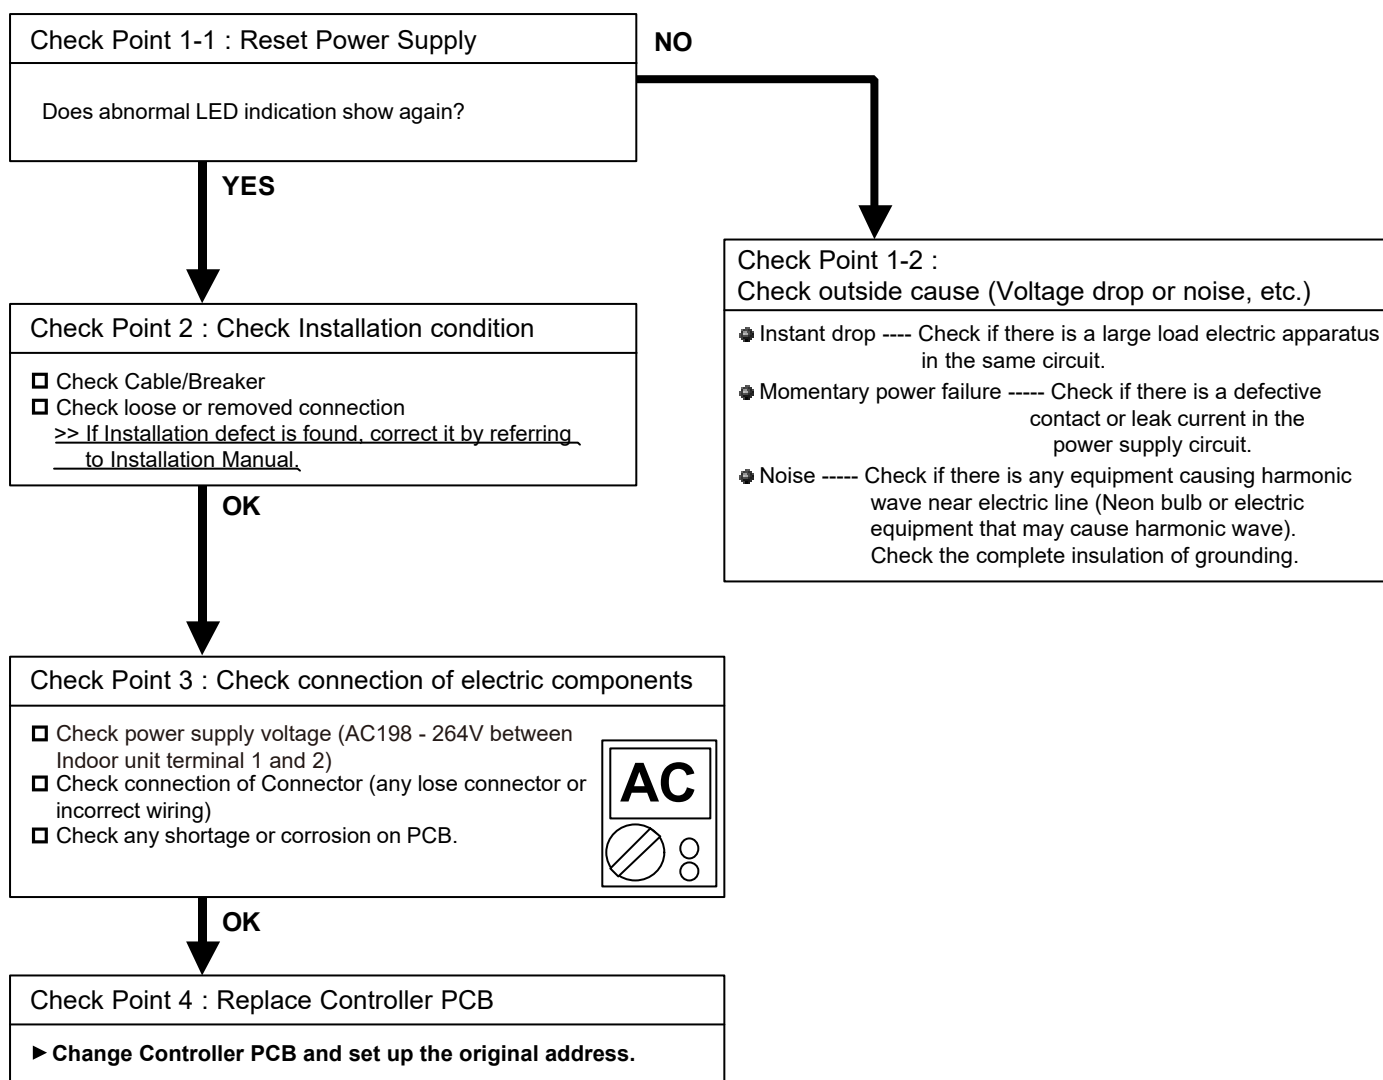 Check Point 1-1 : Reset Power Supply
Does abnormal LED indication show again?
NO
YES
Check Point 1-2 :
Check outside cause (Voltage drop or noise, etc.)
Instant drop ---- Check if there is a large load electric apparatus
in the same circuit.
Momentary power failure ----- Check if there is a defective
contact or leak current in the
power supply circuit.
Noise ----- Check if there is any equipment causing harmonic
wave near electric line (Neon bulb or electric
equipment that may cause harmonic wave).
Check the complete insulation of grounding.
Check Point 2 : Check Installation condition
Check Cable/Breaker
Check loose or removed connection
>> If Installation defect is found, correct it by referring
to Installation Manual.
OK
Check Point 3 : Check connection of electric components
Check power supply voltage (AC198 - 264V between
Indoor unit terminal 1 and 2)
Check connection of Connector (any lose connector or
incorrect wiring)
Check any shortage or corrosion on PCB.
AC
OK
Check Point 4 : Replace Controller PCB
►Change Controller PCB and set up the original address.